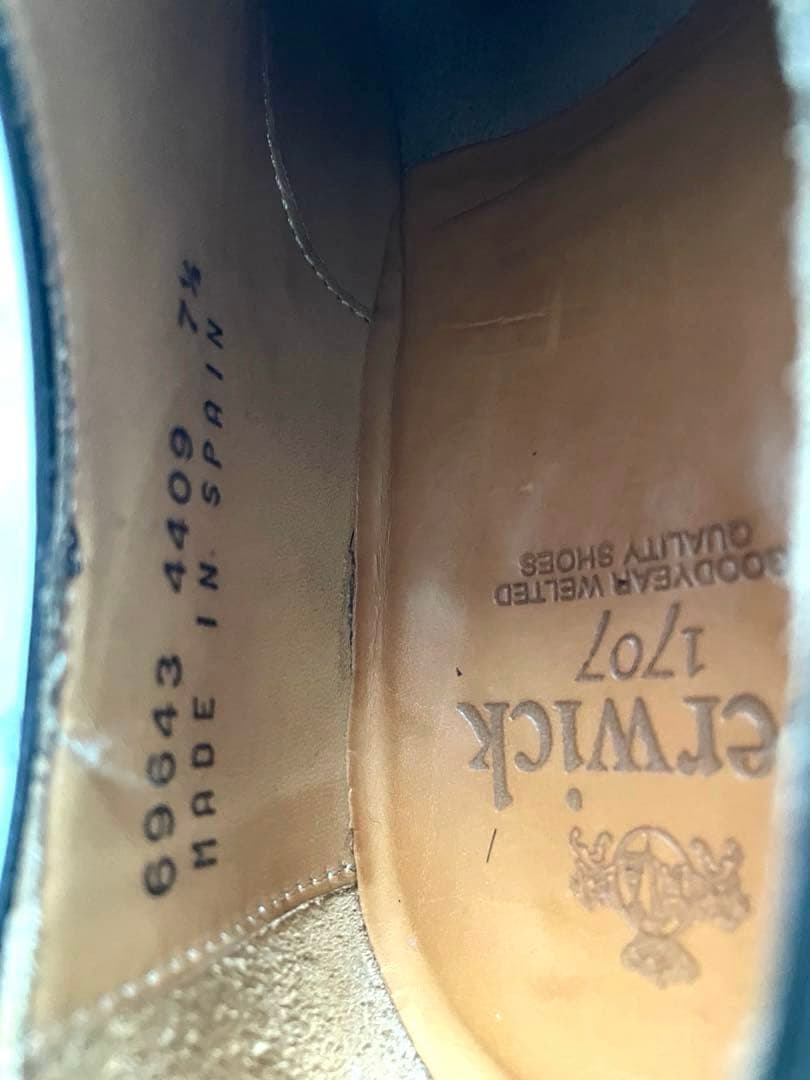 69643 4409 7½
MADE IN SPAIN
erwick
1707
GOODYEAR WELTED
QUALITY SHOES